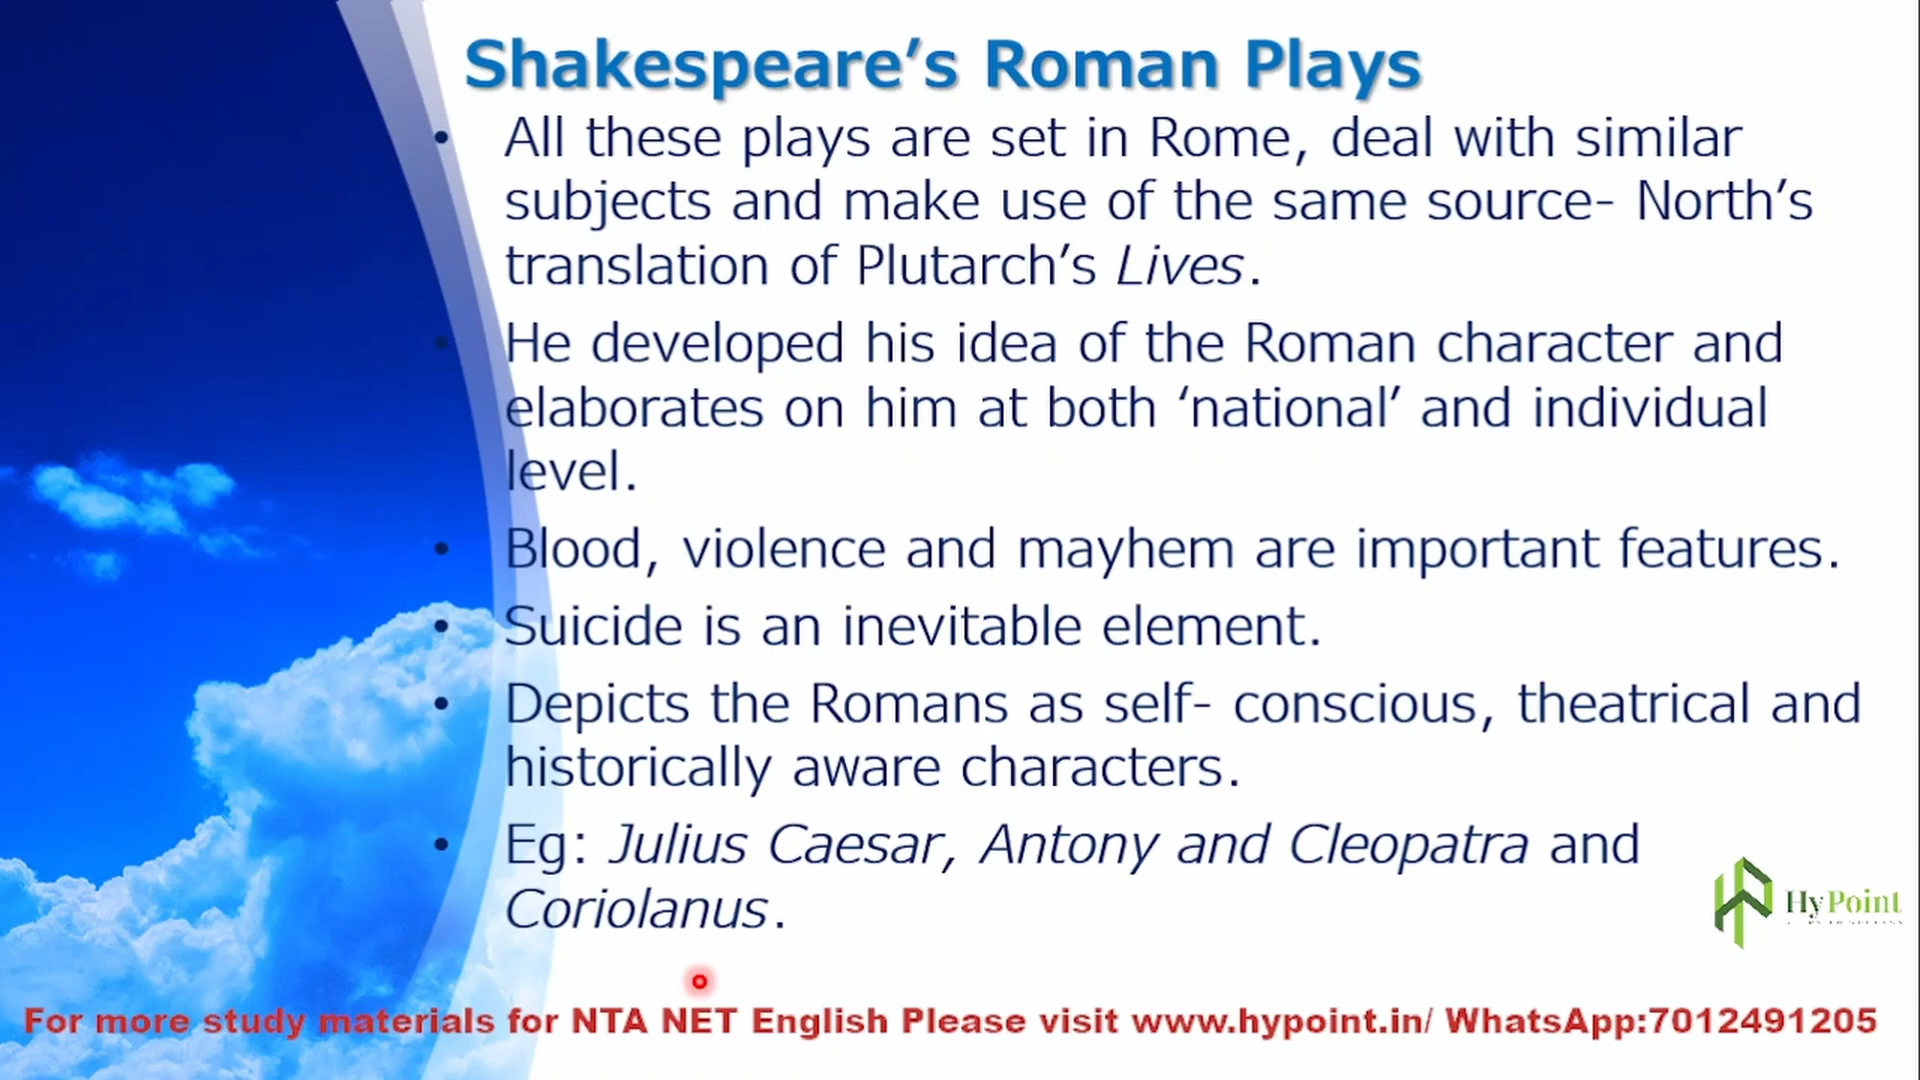 Shakespeare’s Roman Plays
• All these plays are set in Rome, deal with similar
subjects and make use of the same source- North’s
translation of Plutarch’s Lives.
• He developed his idea of the Roman character and
elaborates on him at both ‘national’ and individual
level.
• Blood, violence and mayhem are important features.
• Suicide is an inevitable element.
• Depicts the Romans as self- conscious, theatrical and
historically aware characters.
• Eg: Julius Caesar, Antony and Cleopatra and
Coriolanus.
HyPoint
For more study materials for NTA NET English Please visit www.hypoint.in/ WhatsApp:7012491205